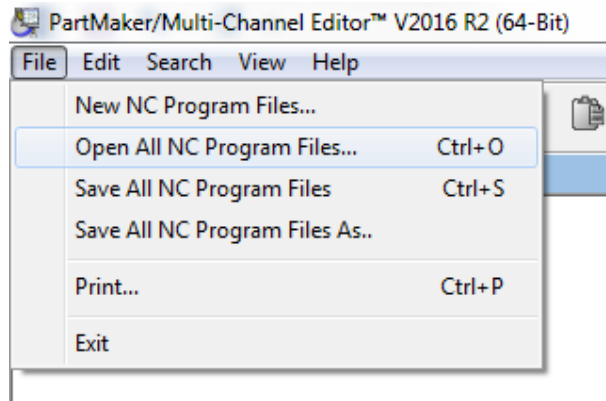 PartMaker/Multi-Channel Editor™ V2016 R2 (64-Bit)
File Edit Search View Help
New NC Program Files...
Open All NC Program Files... Ctrl+O
Save All NC Program Files Ctrl+S
Save All NC Program Files As..
Print... Ctrl+P
Exit